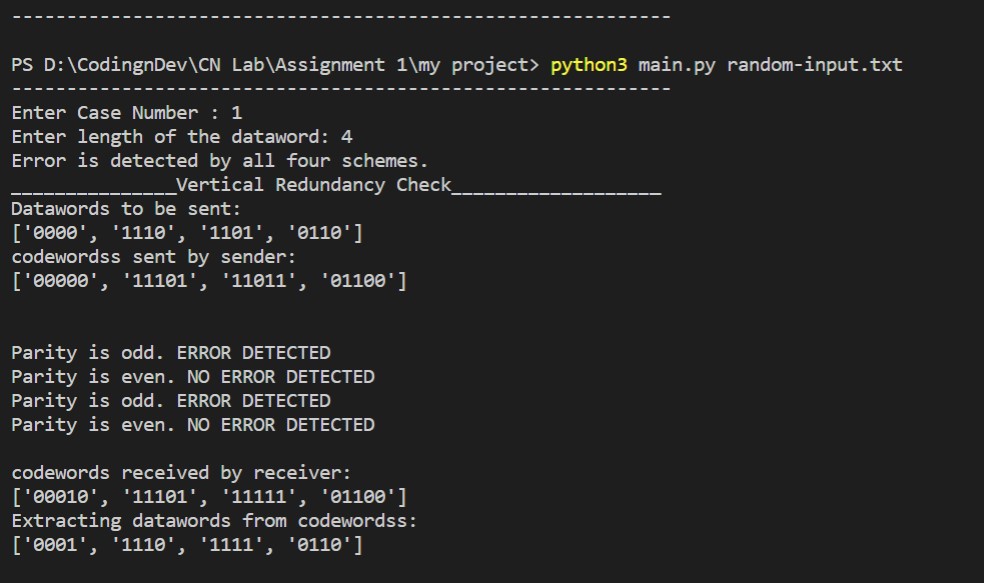 ------------------------------------------------------------
PS D:\CodingnDev\CN Lab\Assignment 1\my project> python3 main.py random-input.txt
------------------------------------------------------------
Enter Case Number : 1
Enter length of the dataword: 4
Error is detected by all four schemes.
_______________Vertical Redundancy Check___________________
Datawords to be sent:
['0000', '1110', '1101', '0110']
codewordss sent by sender:
['00000', '11101', '11011', '01100']
Parity is odd. ERROR DETECTED
Parity is even. NO ERROR DETECTED
Parity is odd. ERROR DETECTED
Parity is even. NO ERROR DETECTED
codewords received by receiver:
['00010', '11101', '11111', '01100']
Extracting datawords from codewordss:
['0001', '1110', '1111', '0110']